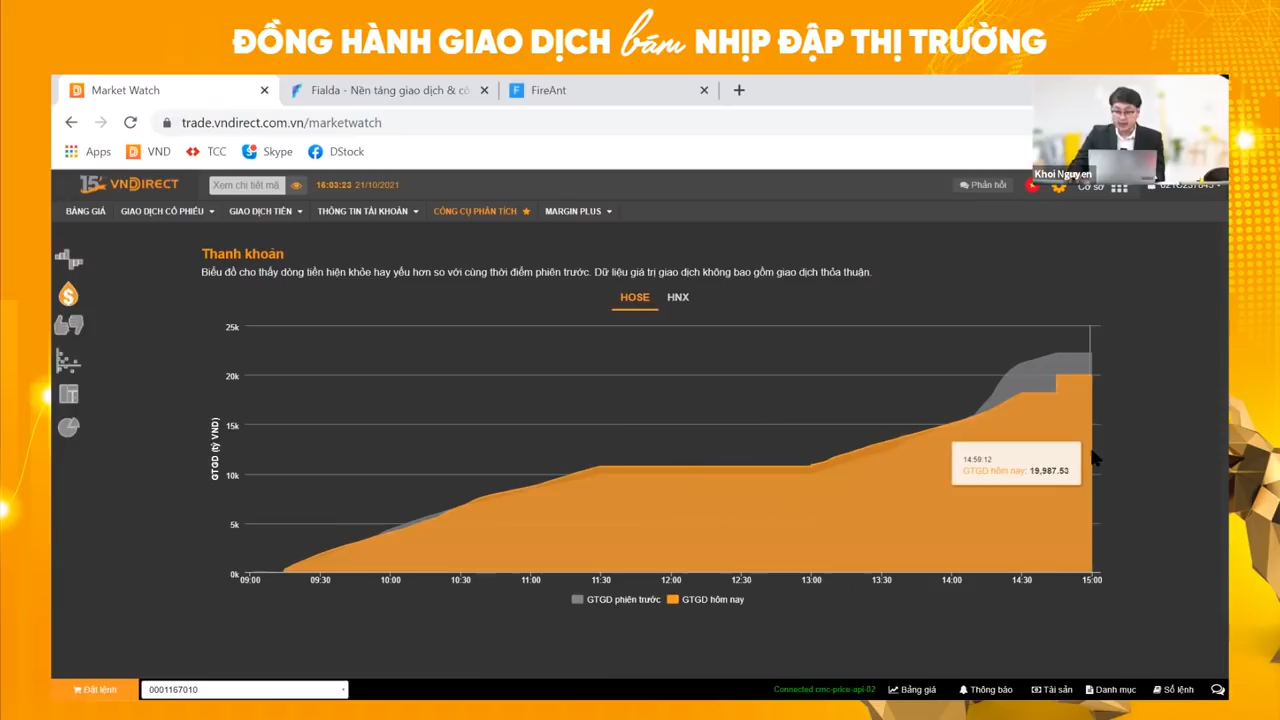 ĐỒNG HÀNH GIAO DỊCH bám NHỊP ĐẬP THỊ TRƯỜNG
Market Watch
Fialda - Nền tảng giao dịch & cô
FireAnt
trade.vndirect.com.vn/marketwatch
Apps
VND
TCC
Skype
DStock
Khoi Nguyen
15 VNDIRECT
Xem chi tiết mã
16:03:23 21/10/2021
Phản hồi
Cơ sở
BẢNG GIÁ
GIAO DỊCH CỔ PHIẾU
GIAO DỊCH TIỀN
THÔNG TIN TÀI KHOẢN
CÔNG CỤ PHÂN TÍCH
MARGIN PLUS
Thanh khoản
Biểu đồ cho thấy dòng tiền hiện khỏe hay yếu hơn so với cùng thời điểm phiên trước. Dữ liệu giá trị giao dịch không bao gồm giao dịch thỏa thuận.
HOSE
HNX
25k
20k
15k
10k
5k
0k
GTGD (tỷ VND)
14:59:12
GTGD hôm nay: 19,987.53
09:00
09:30
10:00
10:30
11:00
11:30
12:00
12:30
13:00
13:30
14:00
14:30
15:00
GTGD phiên trước
GTGD hôm nay
Đặt lệnh
0001167010
Connected cmc-price-api-02
Bảng giá
Thông báo
Tài sản
Danh mục
Sổ lệnh